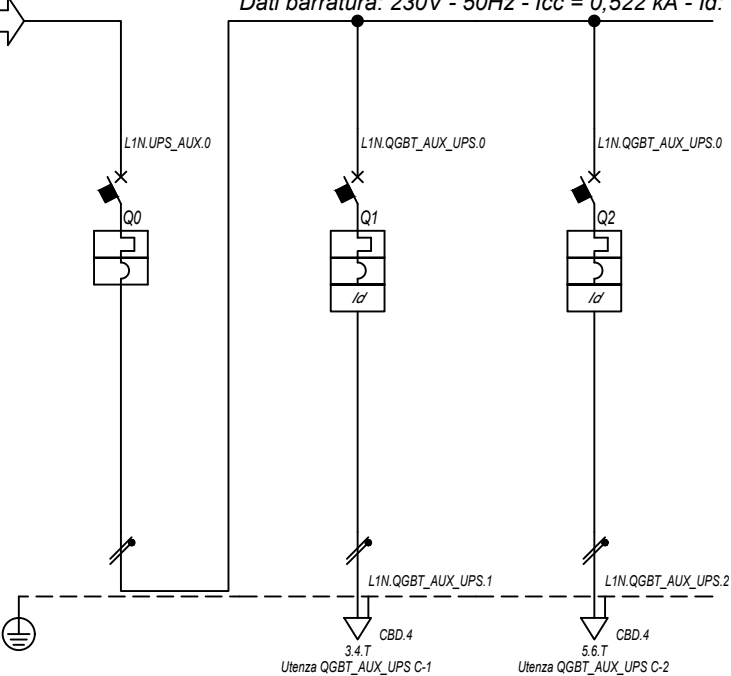 Dati barratura: 230V - 50Hz - Icc = 0,522 kA - Id:
L1N.UPS_AUX.0
L1N.QGBT_AUX_UPS.0
L1N.QGBT_AUX_UPS.0
Q0
Q1
Q2
Id
Id
L1N.QGBT_AUX_UPS.1
L1N.QGBT_AUX_UPS.2
CBD.4
CBD.4
3.4.T
5.6.T
Utenza QGBT_AUX_UPS C-1
Utenza QGBT_AUX_UPS C-2